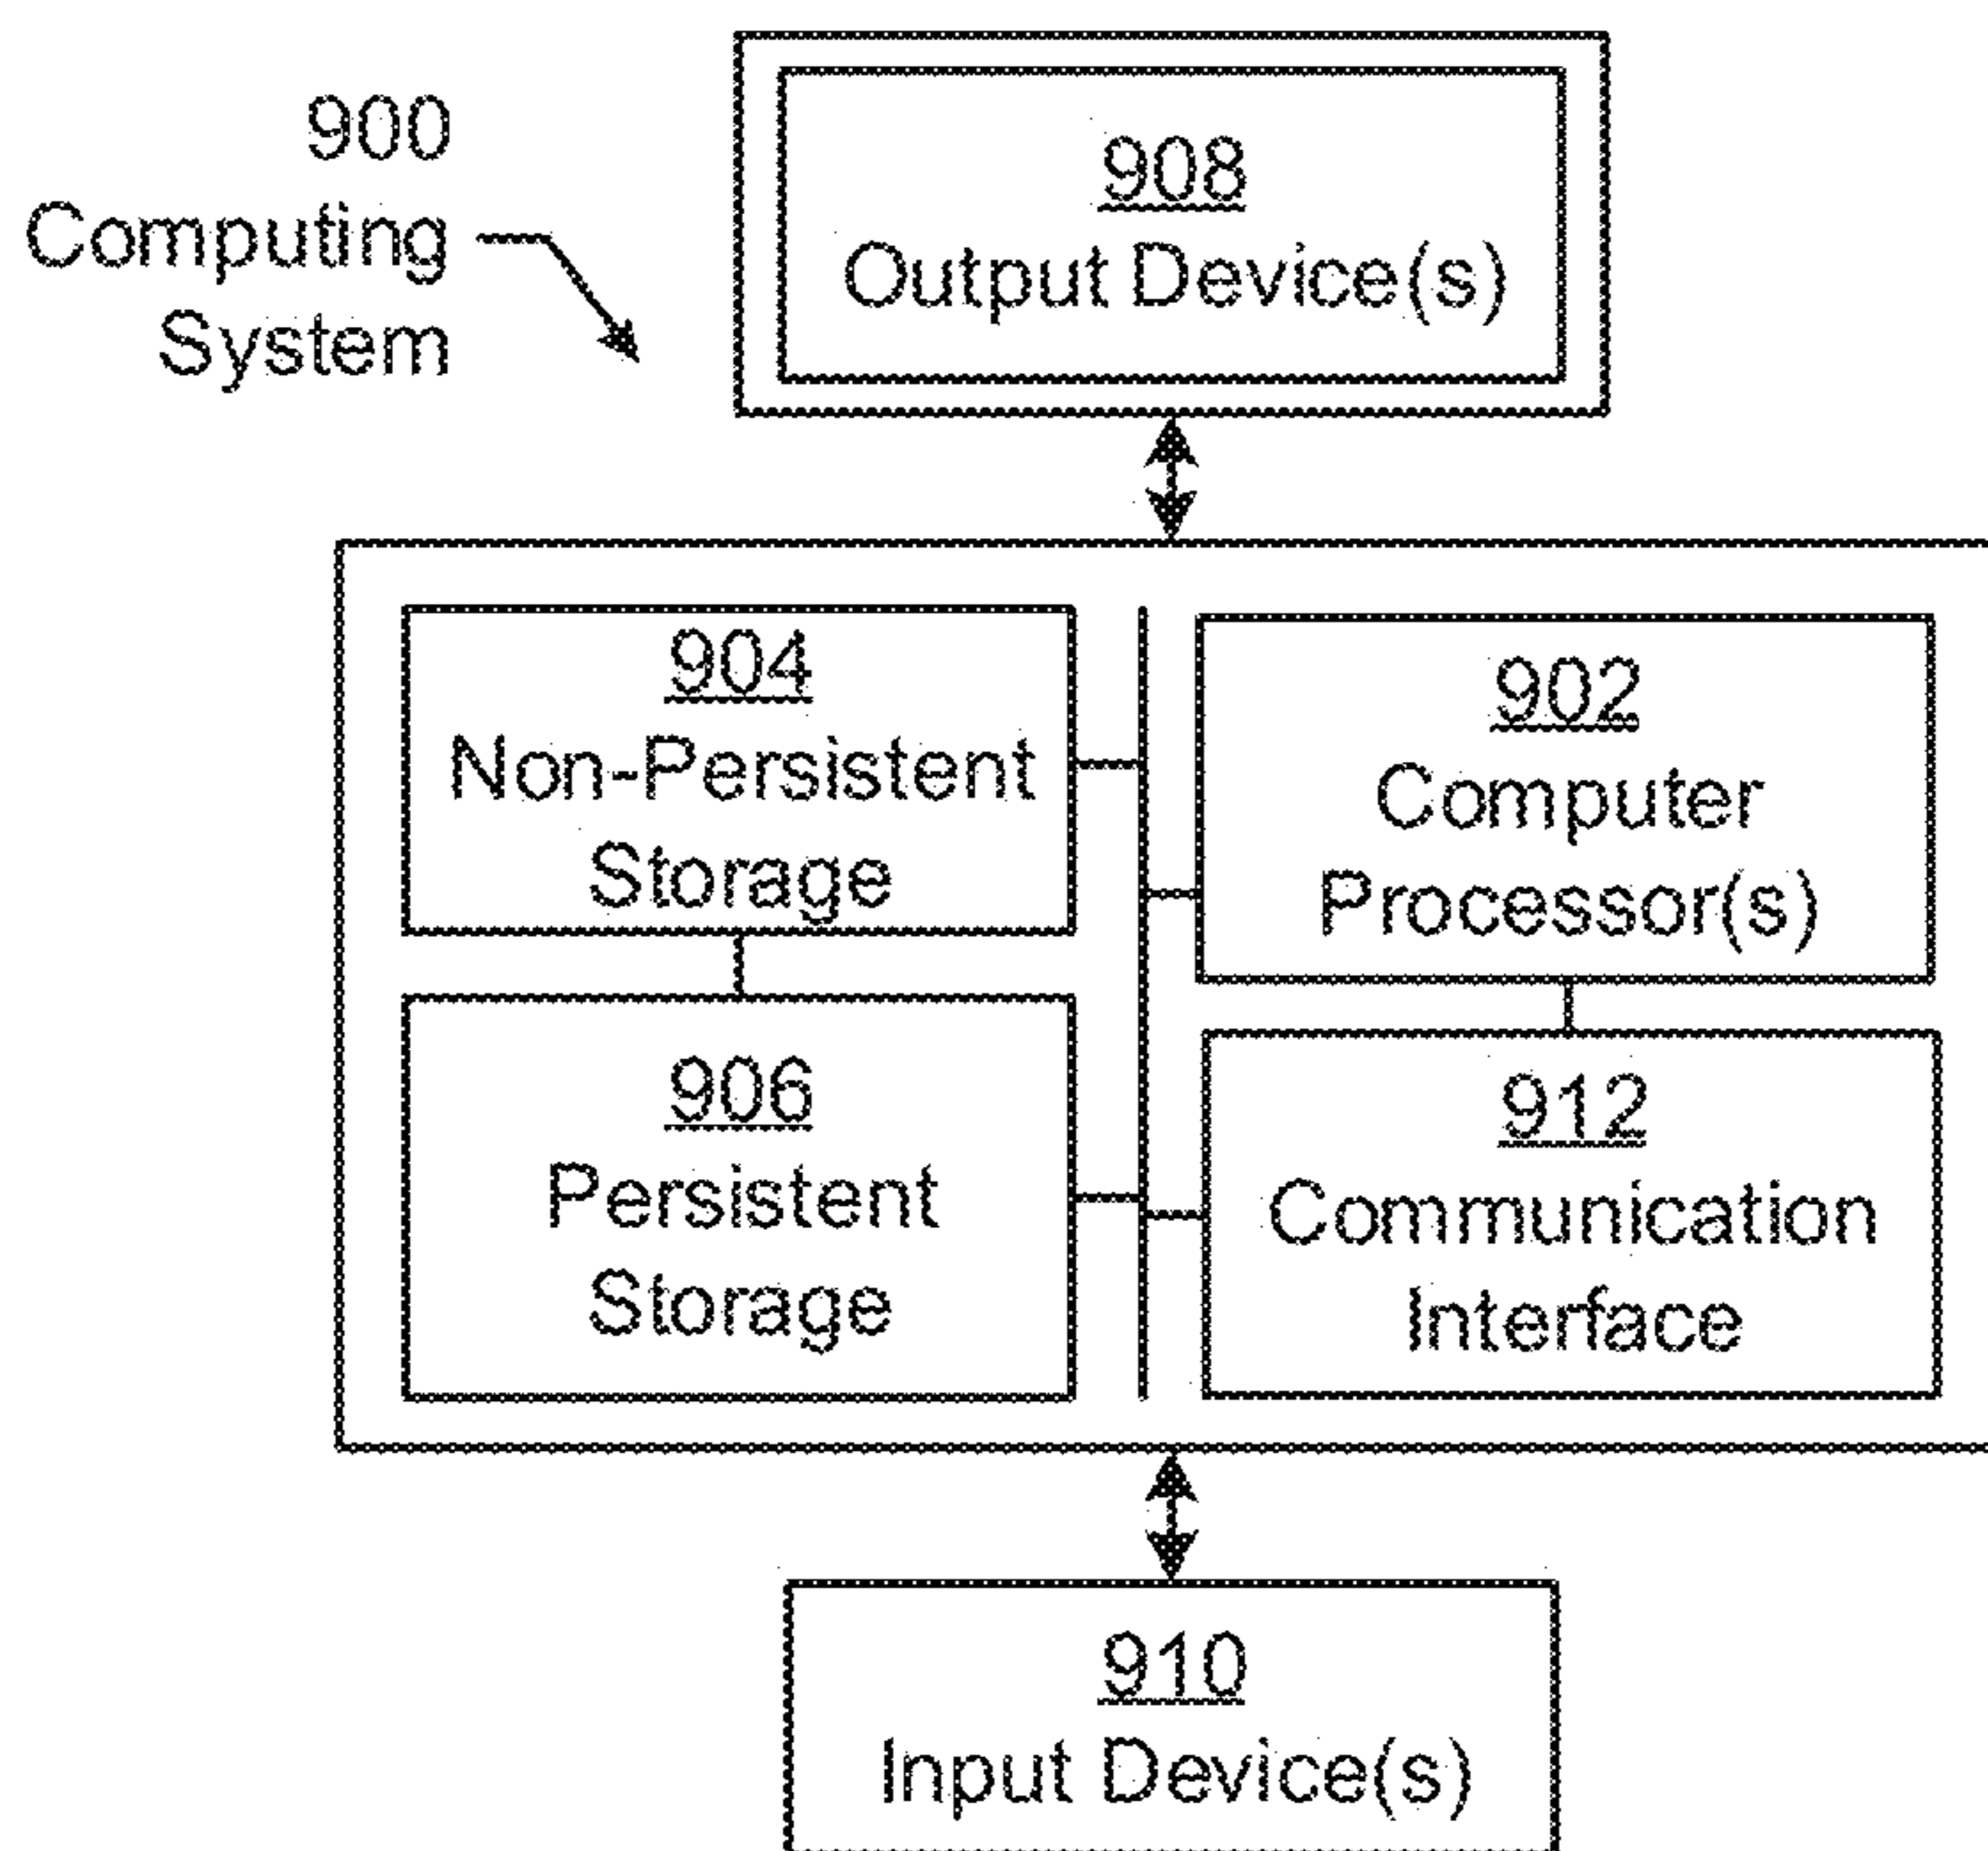 900
Computing
System
908
Output Device(s)
904
Non-Persistent
Storage
902
Computer
Processor(s)
906
Persistent
Storage
912
Communication
Interface
910
Input Device(s)